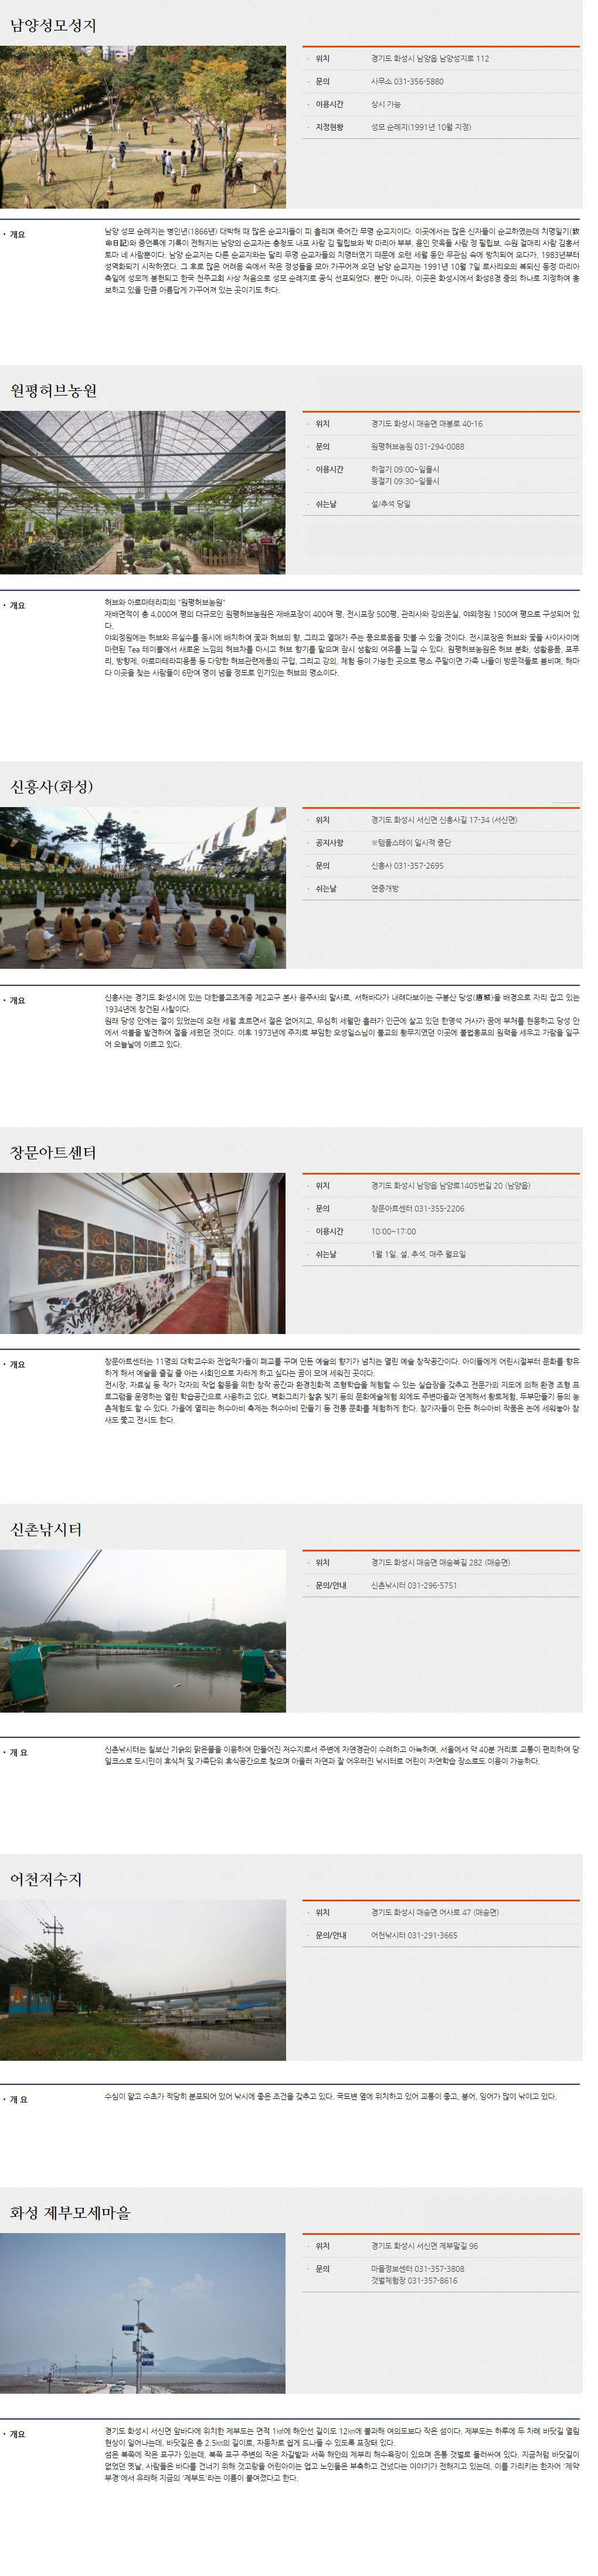 남양성모성지
· 위치 경기도 화성시 남양읍 남양성지로 112
· 문의 사무소 031-356-5880
· 이용시간 상시 가능
· 지정현황 성모 순례지(1991년 10월 지정)
· 개요 남양 성모 순례지는 병인년(1866년) 대박해 때 많은 순교지들이 피 흘리며 죽어간 무명 순교지이다. 이곳에서는 많은 신자들이 순교하였는데 치명일기(致
命日記)와 증언록에 기록이 전해지는 남양의 순교자는 충청도 내포 사람 김 필립보와 박 마리아 부부, 용인 덧옥돌 사람 정 필립보, 수원 걸매리 사람 김홍서
토마 네 사람뿐이다. 남양 순교지는 다른 순교지와는 달리 무명 순교자들의 치명터였기 때문에 오랜 세월 동안 무관심 속에 방치되어 오다가, 1983년부터
성역화되기 시작하였다. 그 후로 많은 어려움 속에서 작은 정성들을 모아 가꾸어져 오던 남양 순교지는 1991년 10월 7일 로사리오의 복되신 동정 마리아
축일에 성모께 봉헌되고 한국 천주교회 사상 처음으로 성모 순례지로 공식 선포되었다. 뿐만 아니라, 이곳은 화성시에서 화성8경 중의 하나로 지정하여 홍
보하고 있을 만큼 아름답게 가꾸어져 있는 곳이기도 하다.
원평허브농원
· 위치 경기도 화성시 매송면 매봉로 40-16
· 문의 원평허브농원 031-294-0088
· 이용시간 하절기 09:00~일몰시
동절기 09:30~일몰시
· 쉬는날 설/추석 당일
· 개요 허브와 아로마테라피의 "원평허브농원"
재배면적이 총 4,000여 평의 대규모인 원평허브농원은 재배포장이 400여 평, 전시포장 500평, 관리사와 강의온실, 야외정원 1500여 평으로 구성되어 있
다.
야외정원에는 허브와 유실수를 동시에 배치하여 꽃과 허브의 향, 그리고 열매가 주는 풍요로움을 맛볼 수 있을 것이다. 전시포장은 허브와 꽃들 사이사이에
마련된 Tea 테이블에서 새로운 느낌의 허브차를 마시고 허브 향기를 맡으며 잠시 생활의 여유를 느낄 수 있다. 원평허브농원은 허브 분화, 생활용품, 포푸
리, 방향제, 아로마테라피용품 등 다양한 허브관련제품의 구입, 그리고 강의, 체험 등이 가능한 곳으로 평소 주말이면 가족 나들이 방문객들로 붐비며, 해마
다 이곳을 찾는 사람들이 6만여 명이 넘을 정도로 인기있는 허브의 명소이다.
신흥사(화성)
· 위치 경기도 화성시 서신면 신흥사길 17-34 (서신면)
· 공지사항 ※템플스테이 일시적 중단
· 문의 신흥사 031-357-2695
· 쉬는날 연중개방
· 개요 신흥사는 경기도 화성시에 있는 대한불교조계종 제2교구 본사 용주사의 말사로, 서해바다가 내려다보이는 구봉산 당성(唐城)을 배경으로 자리 잡고 있는
1934년에 창건된 사찰이다.
원래 당성 안에는 절이 있었는데 오랜 세월 흐르면서 절은 없어지고, 무심히 세월만 흘러가 인근에 살고 있던 한영석 거사가 꿈에 부처를 현몽하고 당성 안
에서 석불을 발견하여 절을 세웠던 것이다. 이후 1973년에 주지로 부임한 오성일스님이 불교의 황무지였던 이곳에 불법홍포의 원력을 세우고 가람을 일구
어 오늘날에 이르고 있다.
창문아트센터
· 위치 경기도 화성시 남양읍 남양로1405번길 20 (남양읍)
· 문의 창문아트센터 031-355-2206
· 이용시간 10:00~17:00
· 쉬는날 1월 1일, 설, 추석, 매주 월요일
· 개요 창문아트센터는 11명의 대학교수와 전업작가들이 폐교를 꾸며 만든 예술의 향기가 넘치는 열린 예술 창작공간이다. 아이들에게 어린시절부터 문화를 향유
하게 해서 예술을 즐길 줄 아는 사회인으로 자라게 하고 싶다는 꿈이 모여 세워진 곳이다.
전시장, 자료실 등 작가 각자의 작업 활동을 위한 창작 공간과 환경친화적 조형학습을 체험할 수 있는 실습장을 갖추고 전문가의 지도에 의해 환경 조형 프
로그램을 운영하는 열린 학습공간으로 사용하고 있다. 벽화그리기·찰흙 빚기 등의 문화예술체험 외에도 주변마을과 연계해서 황토체험, 두부만들기 등의 농
촌체험도 할 수 있다. 가을에 열리는 허수아비 축제는 허수아비 만들기 등 전통 문화를 체험하게 한다. 참가자들이 만든 허수아비 작품은 논에 세워놓아 참
새도 쫓고 전시도 한다.
신촌낚시터
· 위치 경기도 화성시 매송면 매송북길 282 (매송면)
· 문의/안내 신촌낚시터 031-296-5751
· 개 요 신촌낚시터는 칠보산 기슭의 맑은물을 이용하여 만들어진 저수지로서 주변에 자연경관이 수려하고 아늑하며, 서울에서 약 40분 거리로 교통이 편리하여 당
일코스로 도시민이 휴식처 및 가족단위 휴식공간으로 찾으며 아울러 자연과 잘 어우러진 낚시터로 어린이 자연학습 장소로도 이용이 가능하다.
어천저수지
· 위치 경기도 화성시 매송면 어사로 47 (매송면)
· 문의/안내 어천낚시터 031-291-3665
· 개 요 수심이 얕고 수초가 적당히 분포되어 있어 낚시에 좋은 조건을 갖추고 있다. 국도변 옆에 위치하고 있어 교통이 좋고, 붕어, 잉어가 많이 낚이고 있다.
화성 제부모세마을
· 위치 경기도 화성시 서신면 제부말길 96
· 문의 마을정보센터 031-357-3808
갯벌체험장 031-357-8616
· 개요 경기도 화성시 서신면 앞바다에 위치한 제부도는 면적 1㎢에 해안선 길이도 12㎞에 불과해 여의도보다 작은 섬이다. 제부도는 하루에 두 차례 바닷길 열림
현상이 일어나는데, 바닷길은 총 2.5㎞의 길이로, 자동차로 쉽게 드나들 수 있도록 포장돼 있다.
섬은 북쪽에 작은 포구가 있는데, 북쪽 포구 주변의 작은 자갈밭과 서쪽 해안의 제부리 해수욕장이 있으며 온통 갯벌로 둘러싸여 있다. 지금처럼 바닷길이
없었던 옛날, 사람들은 바다를 건너기 위해 갯고랑을 어린아이는 업고 노인들은 부축하고 건넜다는 이야기가 전해지고 있는데, 이를 가리키는 한자어 '제약
부경'에서 유래해 지금의 '제부도'라는 이름이 붙여졌다고 한다.